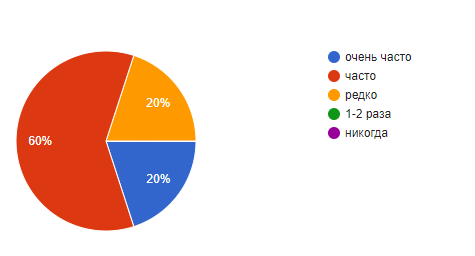 очень часто
часто
редко
1-2 раза
никогда
20%
60%
20%